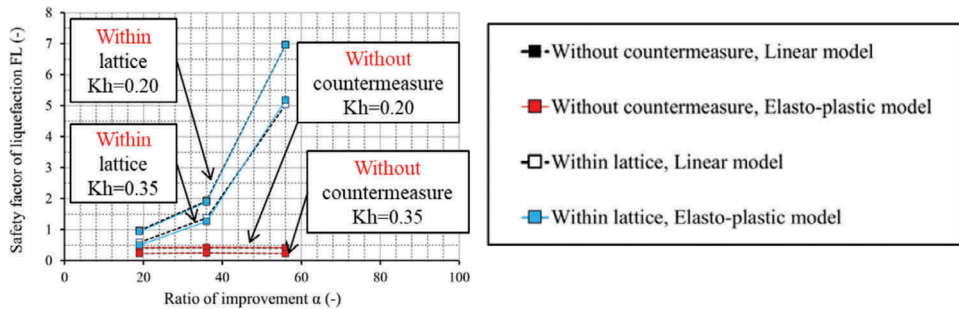 Safety factor of liquefaction FL (-)
8
7
6
5
4
3
2
1
0
0
20
40
60
80
100
Ratio of improvement α (-)
Within
lattice
Kh=0.20
Within
lattice
Kh=0.35
Without
countermeasure
Kh=0.20
Without
countermeasure
Kh=0.35
Without countermeasure, Linear model
Without countermeasure, Elasto-plastic model
Within lattice, Linear model
Within lattice, Elasto-plastic model